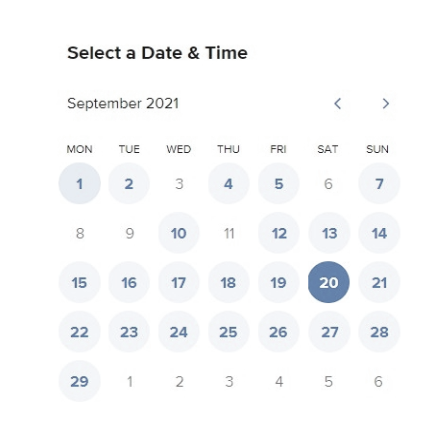 Select a Date & Time
September 2021
MON TUE WED THU FRI SAT SUN
1 2 3 4 5 6 7
8 9 10 11 12 13 14
15 16 17 18 19 20 21
22 23 24 25 26 27 28
29 1 2 3 4 5 6